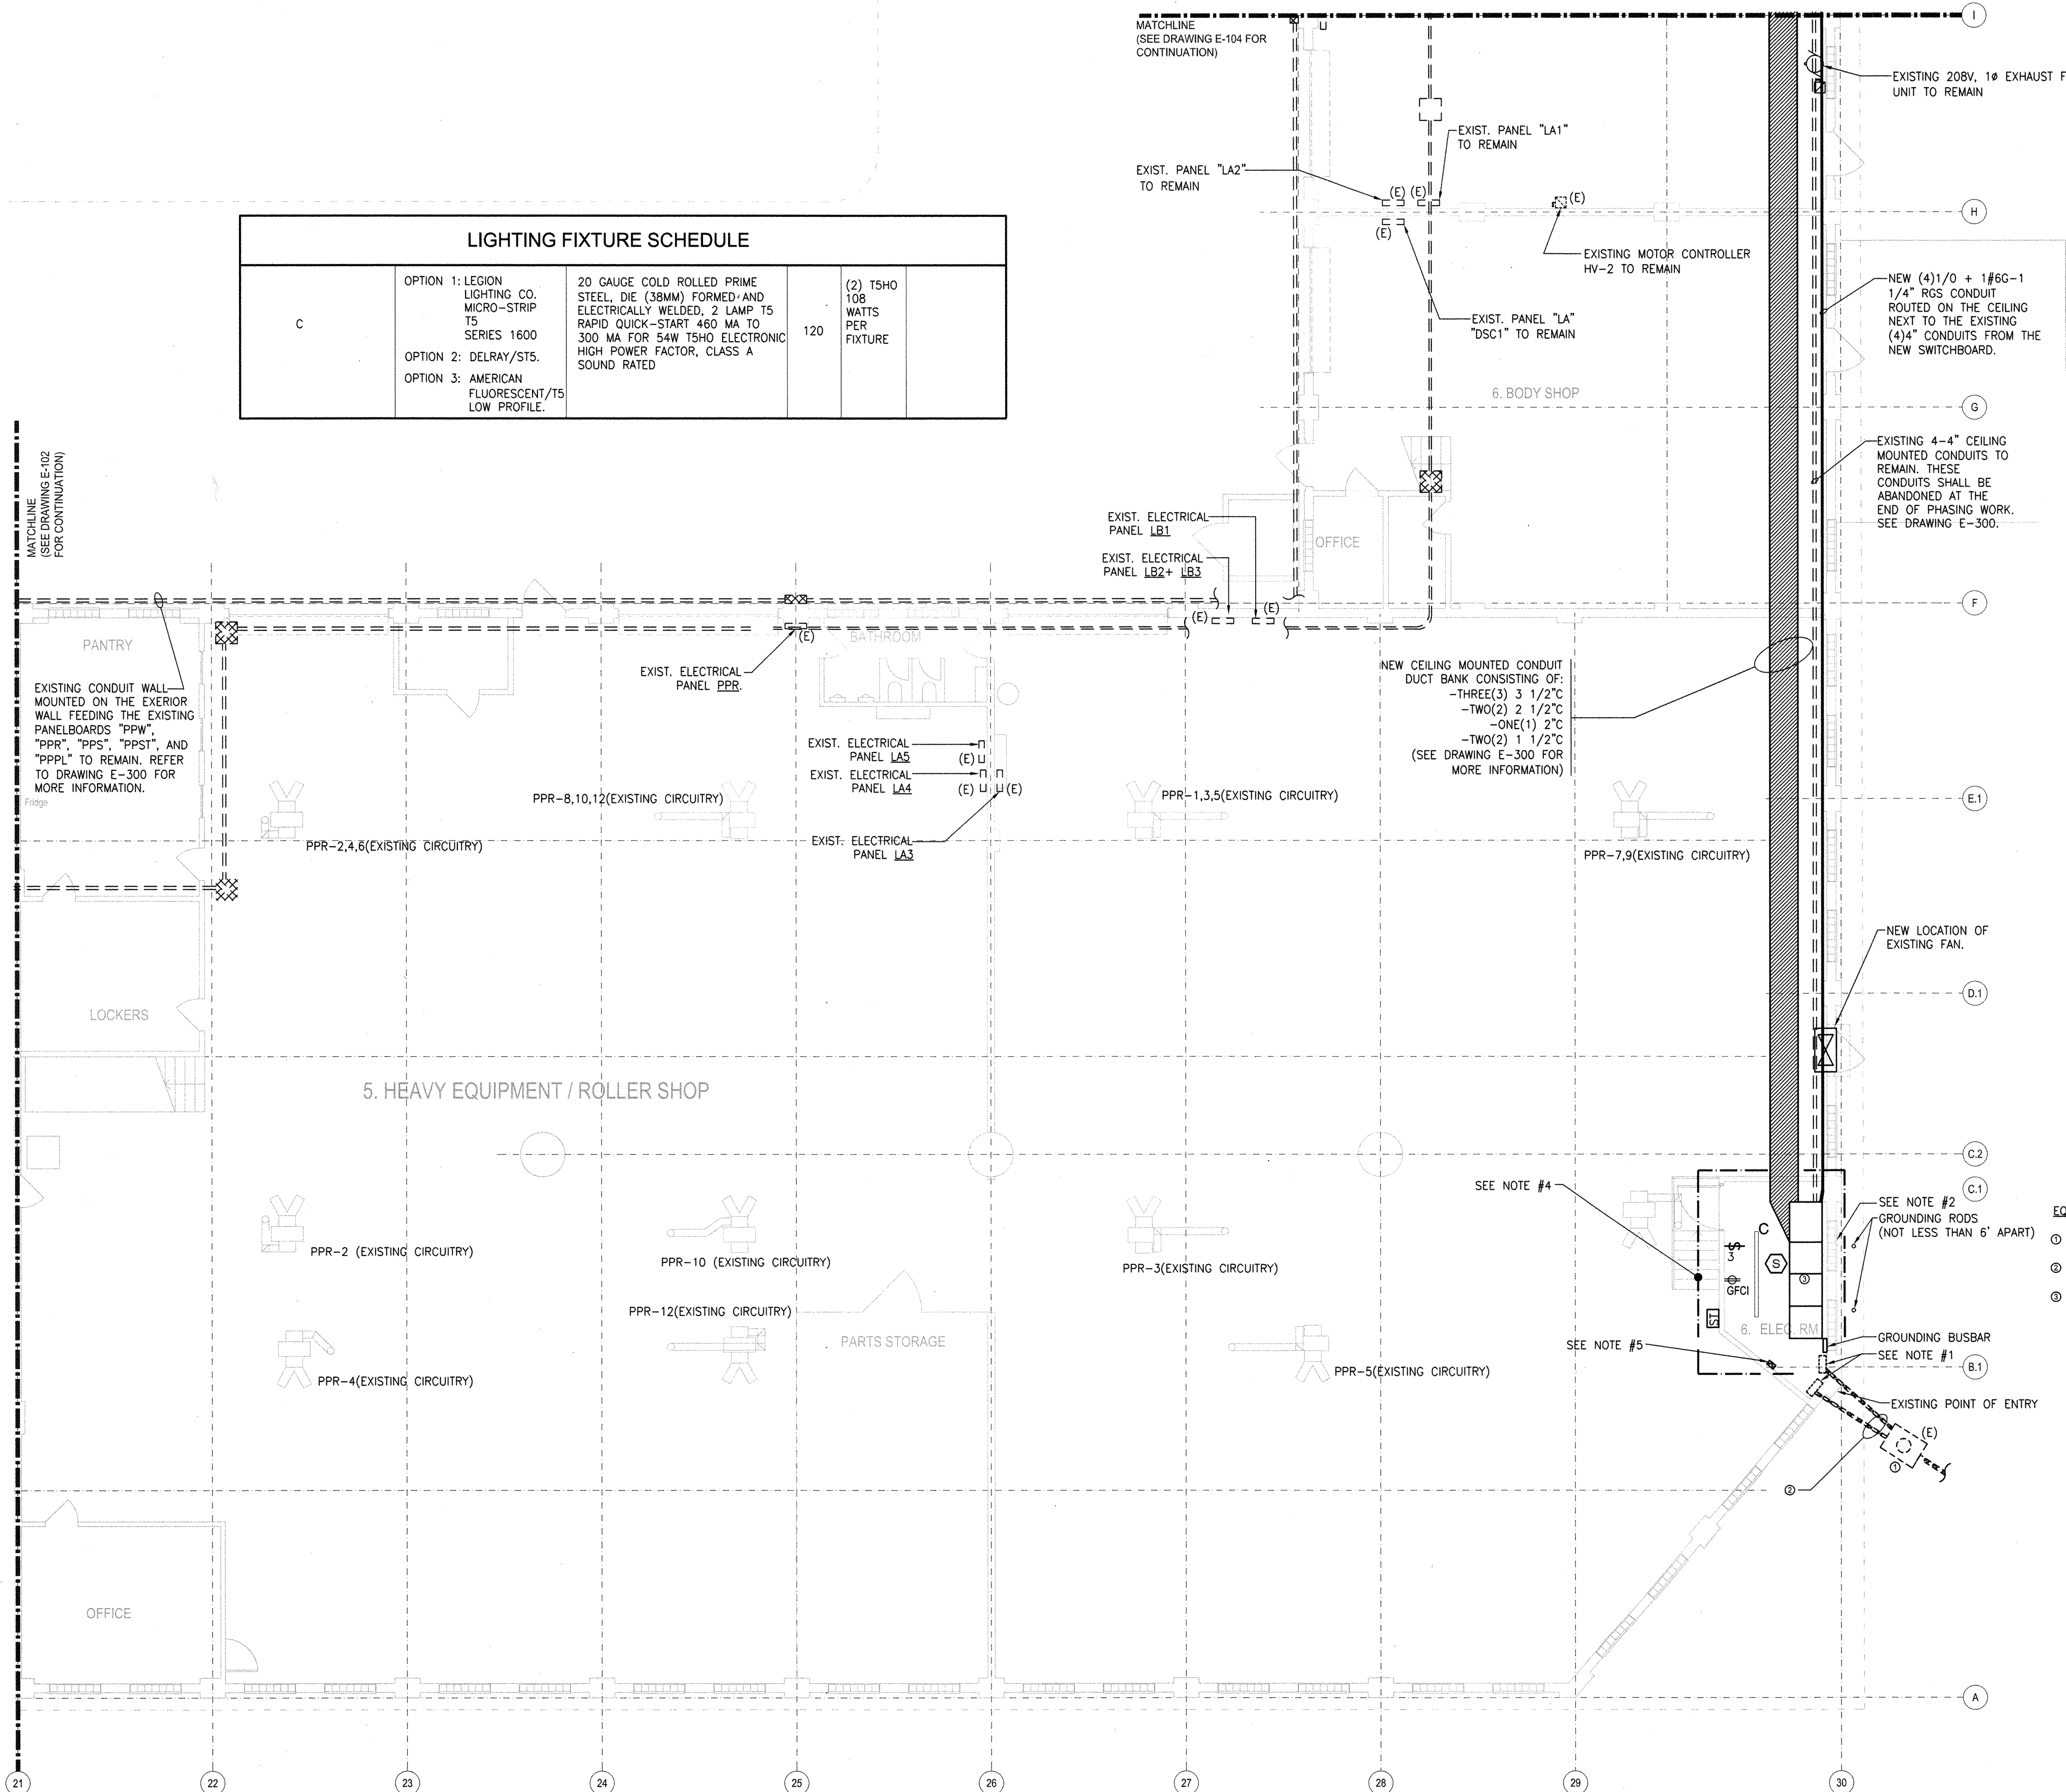 MATCHLINE
(SEE DRAWING E-104 FOR
CONTINUATION)
I
EXISTING 208V, 1ø EXHAUST F
UNIT TO REMAIN
EXIST. PANEL "LA1"
TO REMAIN
EXIST. PANEL "LA2"
TO REMAIN
(E) (E)
(E)
(E)
H
EXISTING MOTOR CONTROLLER
HV-2 TO REMAIN
EXIST. PANEL "LA"
"DSC1" TO REMAIN
NEW (4)1/0 + 1#6G-1
1/4" RGS CONDUIT
ROUTED ON THE CEILING
NEXT TO THE EXISTING
(4)4" CONDUITS FROM THE
NEW SWITCHBOARD.
LIGHTING FIXTURE SCHEDULE
C
OPTION 1: LEGION
LIGHTING CO.
MICRO-STRIP
T5
SERIES 1600
OPTION 2: DELRAY/ST5.
OPTION 3: AMERICAN
FLUORESCENT/T5
LOW PROFILE.
20 GAUGE COLD ROLLED PRIME
STEEL, DIE (38MM) FORMED AND
ELECTRICALLY WELDED, 2 LAMP T5
RAPID QUICK-START 460 MA TO
300 MA FOR 54W T5HO ELECTRONIC
HIGH POWER FACTOR, CLASS A
SOUND RATED
120
(2) T5HO
108
WATTS
PER
FIXTURE
6. BODY SHOP
G
EXISTING 4-4" CEILING
MOUNTED CONDUITS TO
REMAIN. THESE
CONDUITS SHALL BE
ABANDONED AT THE
END OF PHASING WORK.
SEE DRAWING E-300.
MATCHLINE
(SEE DRAWING E-102
FOR CONTINUATION)
EXIST. ELECTRICAL
PANEL LB1
OFFICE
EXIST. ELECTRICAL
PANEL LB2+ LB3
(E)
(E)
F
PANTRY
(E)
BATHROOM
EXIST. ELECTRICAL
PANEL PPR.
EXISTING CONDUIT WALL
MOUNTED ON THE EXERIOR
WALL FEEDING THE EXISTING
PANELBOARDS "PPW",
"PPR", "PPS", "PPST", AND
"PPPL" TO REMAIN. REFER
TO DRAWING E-300 FOR
MORE INFORMATION.
NEW CEILING MOUNTED CONDUIT
DUCT BANK CONSISTING OF:
-THREE(3) 3 1/2"C
-TWO(2) 2 1/2"C
-ONE(1) 2"C
-TWO(2) 1 1/2"C
(SEE DRAWING E-300 FOR
MORE INFORMATION)
EXIST. ELECTRICAL
PANEL LA5
(E)
EXIST. ELECTRICAL
PANEL LA4
(E)
(E)
EXIST. ELECTRICAL
PANEL LA3
Fridge
PPR-8,10,12(EXISTING CIRCUITRY)
PPR-1,3,5(EXISTING CIRCUITRY)
E.1
PPR-2,4,6(EXISTING CIRCUITRY)
PPR-7,9(EXISTING CIRCUITRY)
NEW LOCATION OF
EXISTING FAN.
D.1
LOCKERS
5. HEAVY EQUIPMENT / ROLLER SHOP
C.2
SEE NOTE #4
C.1
SEE NOTE #2
GROUNDING RODS
(NOT LESS THAN 6' APART)
EQ
1
2
3
C
$
3
S
3
GFCI
ST
6. ELEC. RM
PPR-2 (EXISTING CIRCUITRY)
PPR-10 (EXISTING CIRCUITRY)
PPR-3(EXISTING CIRCUITRY)
PPR-12(EXISTING CIRCUITRY)
PARTS STORAGE
GROUNDING BUSBAR
SEE NOTE #5
SEE NOTE #1
B.1
PPR-4(EXISTING CIRCUITRY)
PPR-5(EXISTING CIRCUITRY)
EXISTING POINT OF ENTRY
(E)
1
2
OFFICE
A
21
22
23
24
25
26
27
28
29
30